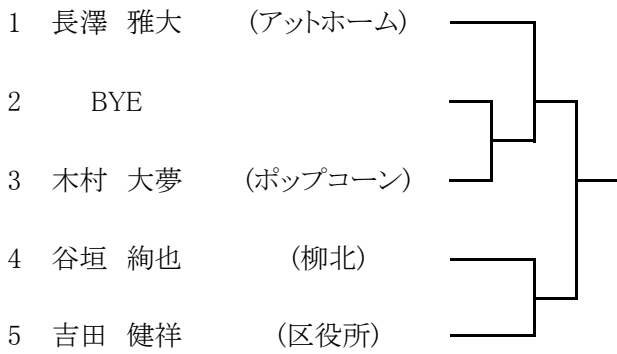 1 長澤 雅大 (アットホーム)
2 BYE
3 木村 大夢 (ポップコーン)
4 谷垣 絢也 (柳北)
5 吉田 健祥 (区役所)